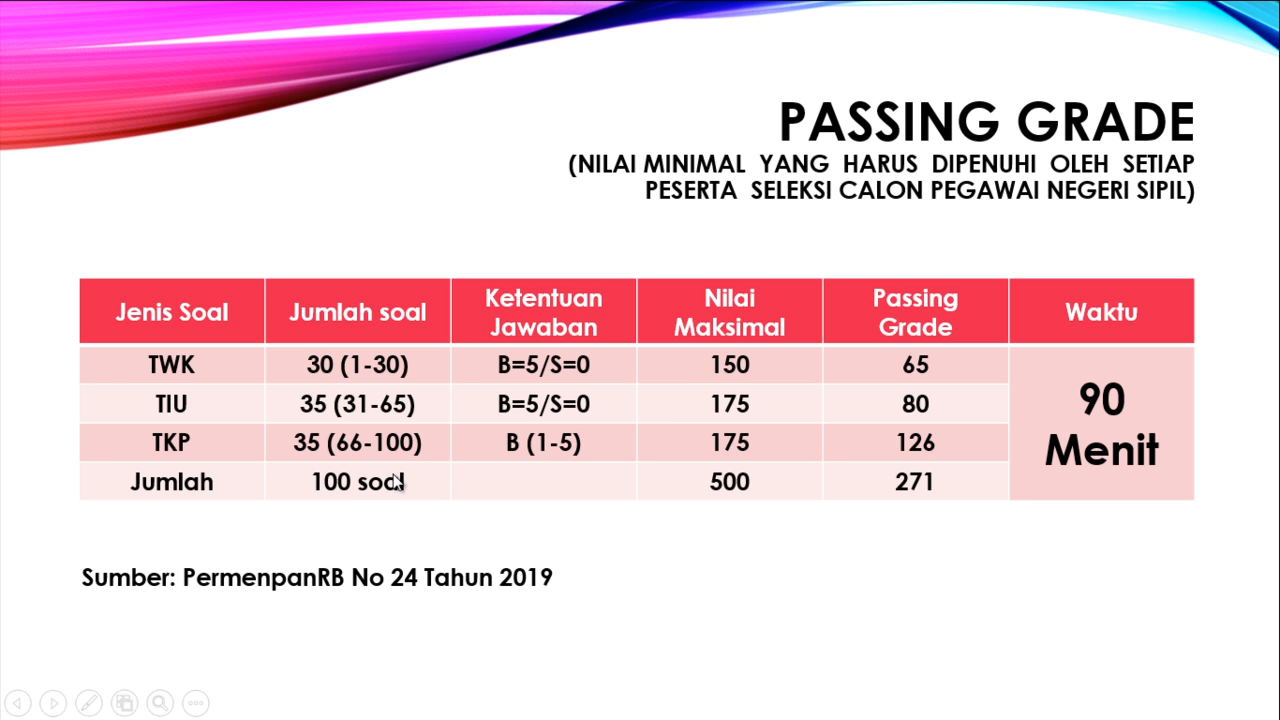 PASSING GRADE
(NILAI MINIMAL YANG HARUS DIPENUHI OLEH SETIAP
PESERTA SELEKSI CALON PEGAWAI NEGERI SIPIL)
Jenis Soal Jumlah soal Ketentuan Jawaban Nilai Maksimal Passing Grade Waktu
TWK 30 (1-30) B=5/S=0 150 65
TIU 35 (31-65) B=5/S=0 175 80
TKP 35 (66-100) B (1-5) 175 126
Jumlah 100 soal 500 271
90
Menit
Sumber: PermenpanRB No 24 Tahun 2019